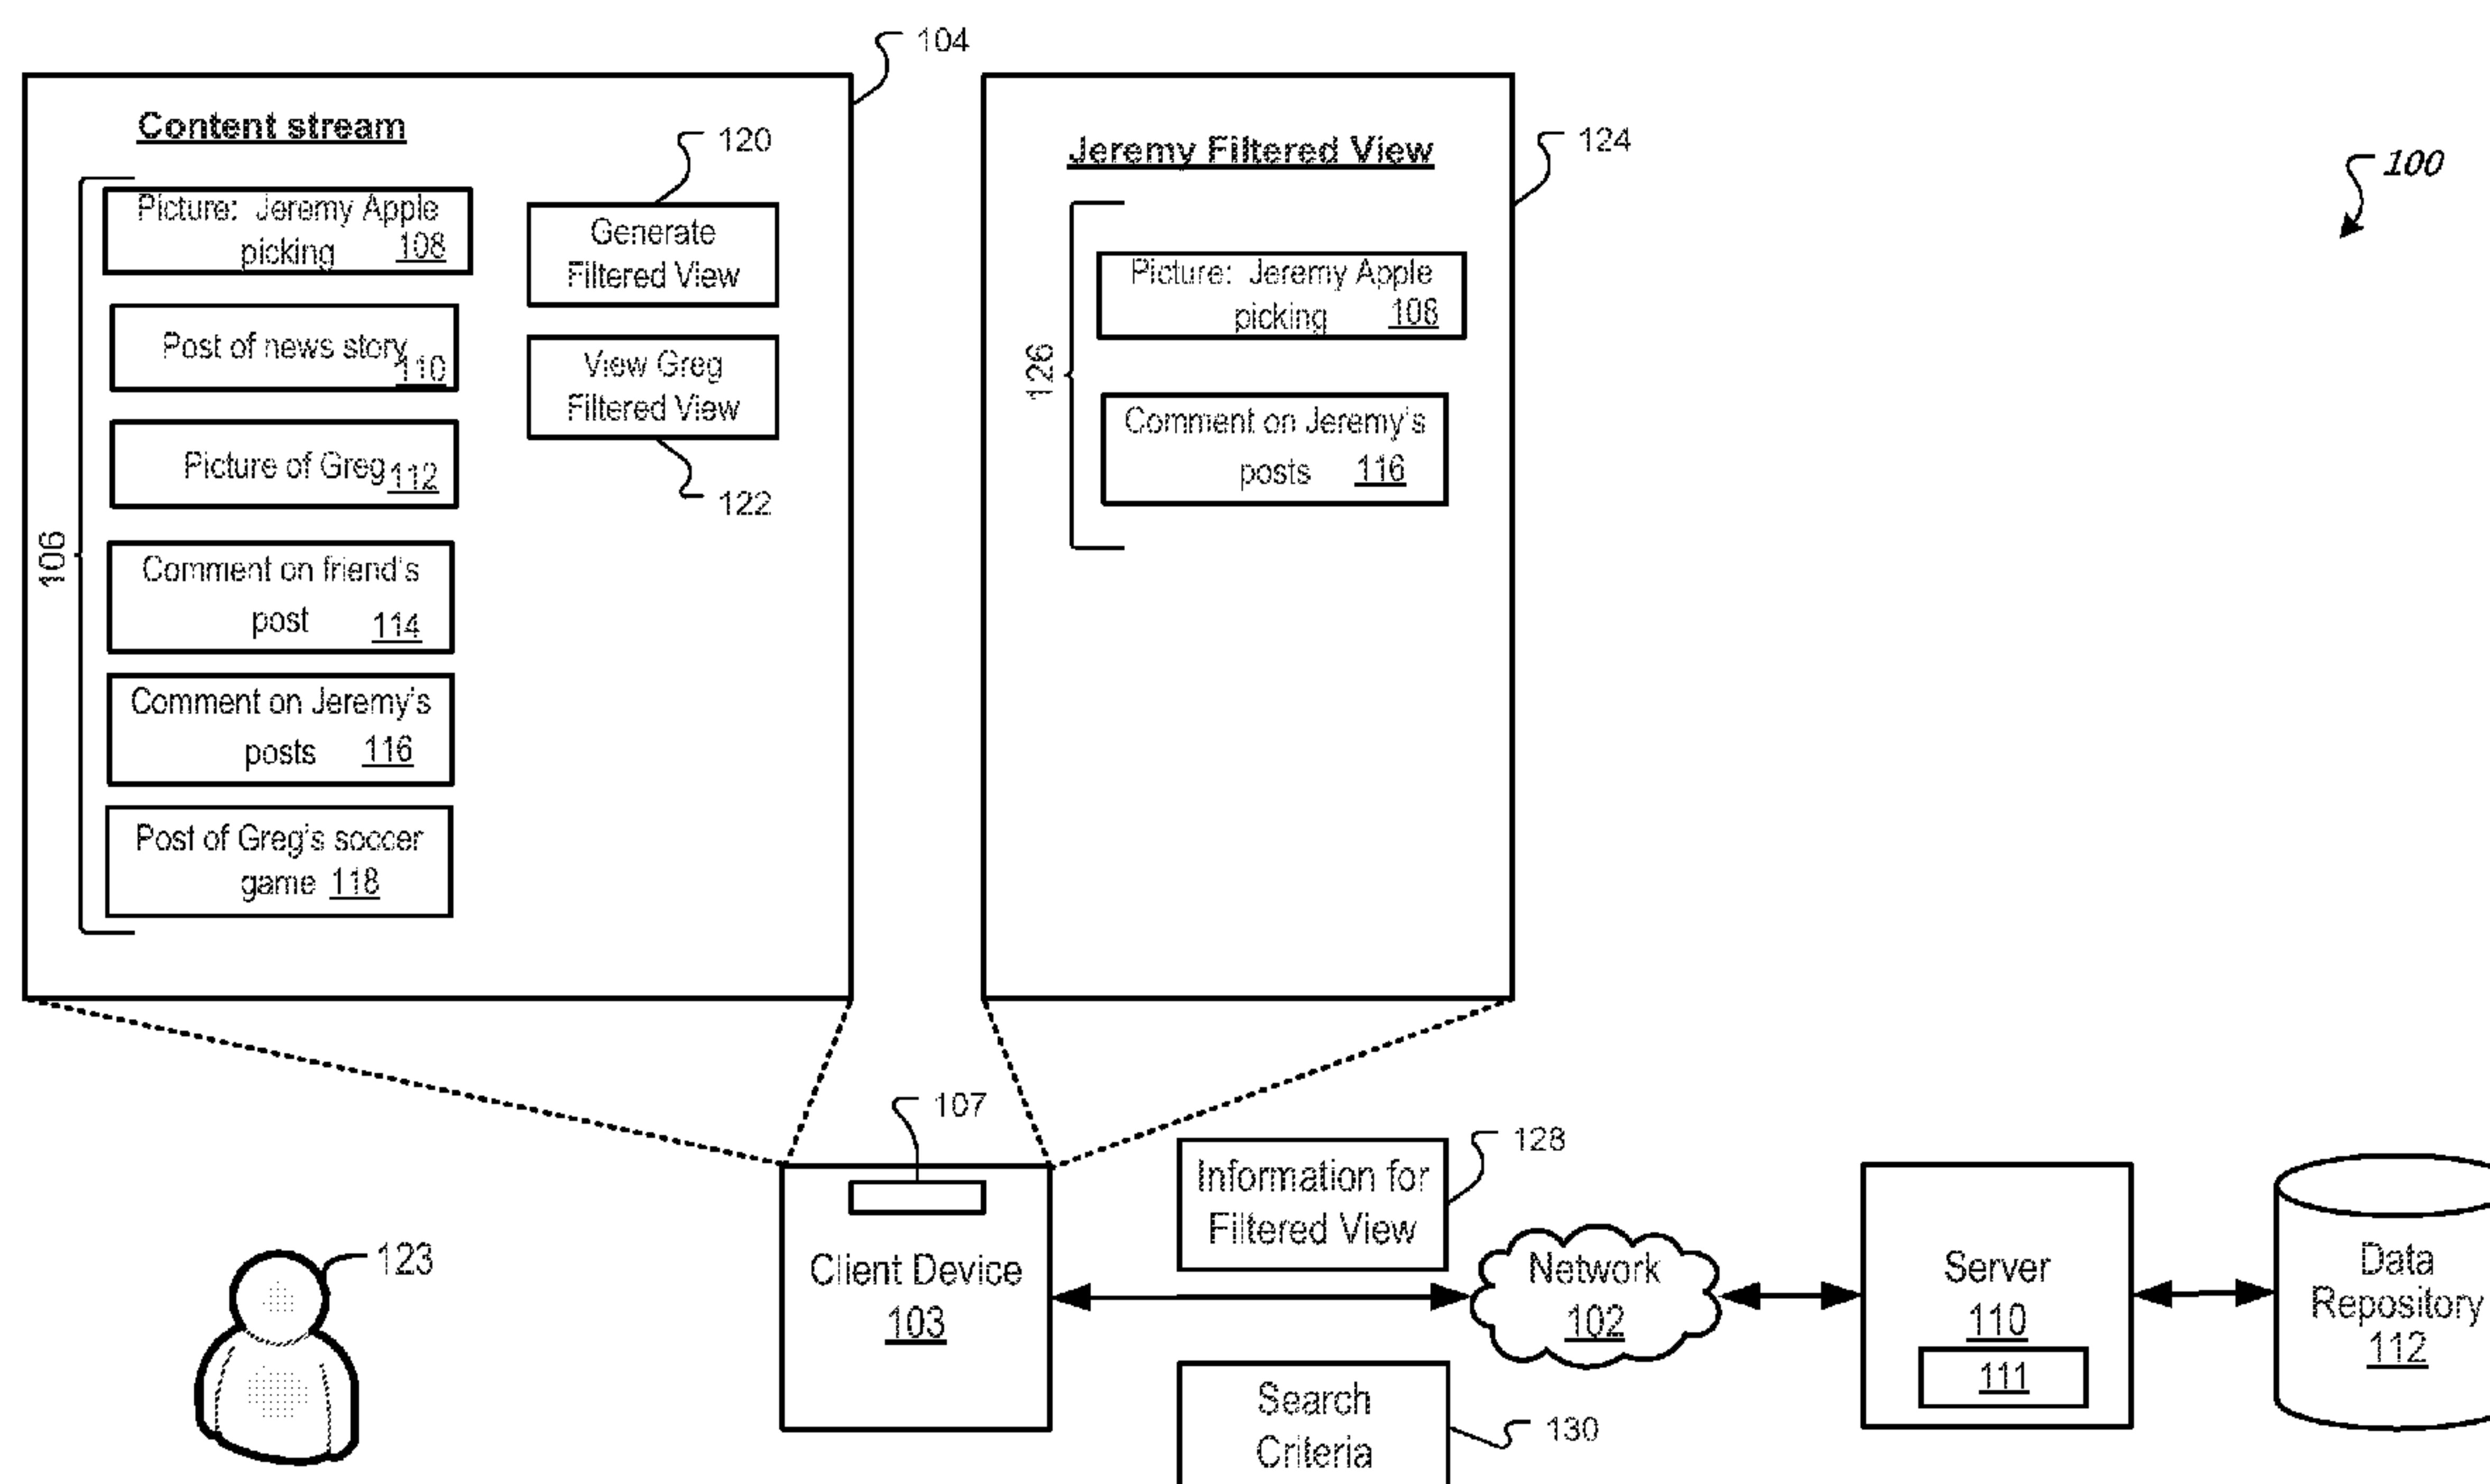 104
Content stream
120
Jeremy Filtered View
124
100
Picture: Jeremy Apple
picking 108
Generate
Filtered View
Post of news story
110
View Greg
Filtered View
Picture of Greg 112
122
106
Comment on friend's
post 114
Comment on Jeremy's
posts 116
Post of Greg's soccer
game 118
126
Picture: Jeremy Apple
picking 108
Comment on Jeremy's
posts 116
107
128
Information for
Filtered View
123
Client Device
103
Network
102
Server
110
111
Data
Repository
112
Search
Criteria
130